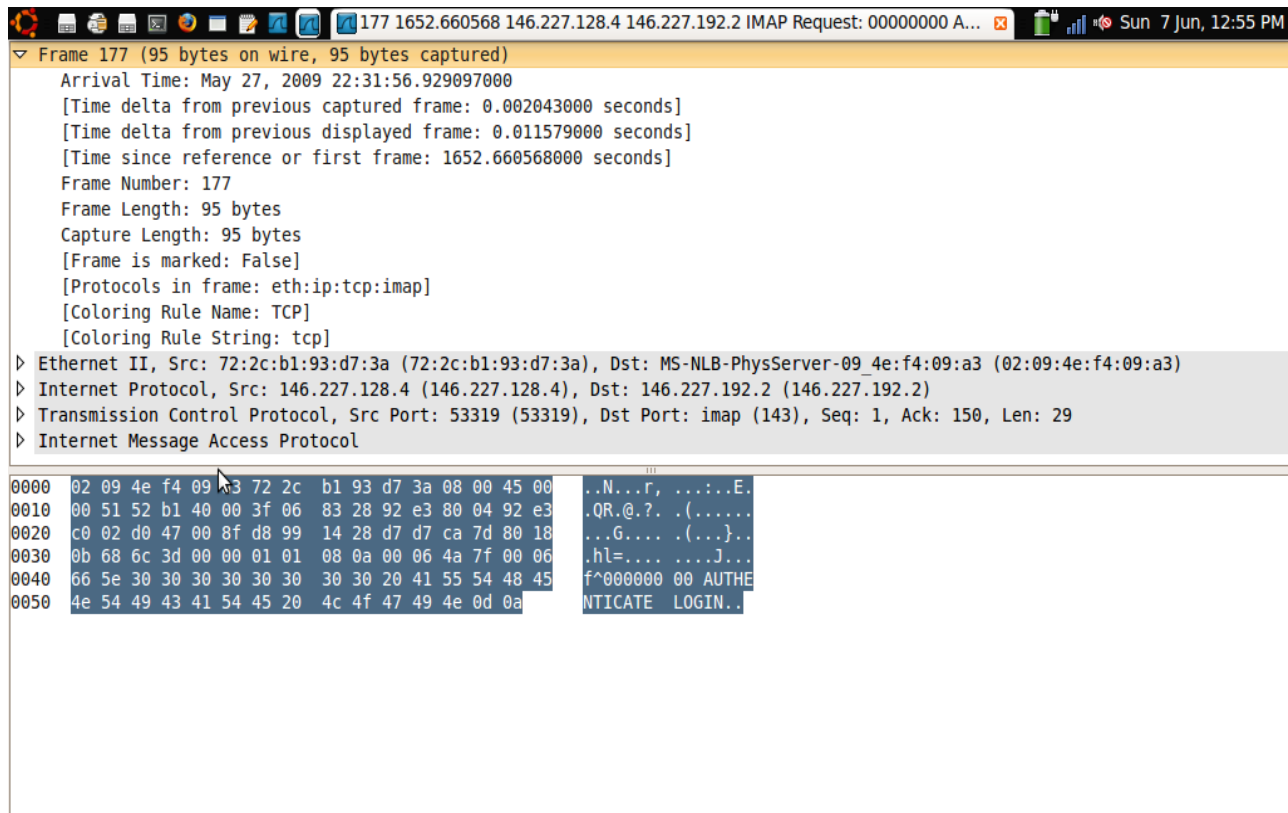 177 1652.660568 146.227.128.4 146.227.192.2 IMAP Request: 00000000 A... Sun 7 Jun, 12:55 PM
Frame 177 (95 bytes on wire, 95 bytes captured)
Arrival Time: May 27, 2009 22:31:56.929097000
[Time delta from previous captured frame: 0.002043000 seconds]
[Time delta from previous displayed frame: 0.011579000 seconds]
[Time since reference or first frame: 1652.660568000 seconds]
Frame Number: 177
Frame Length: 95 bytes
Capture Length: 95 bytes
[Frame is marked: False]
[Protocols in frame: eth:ip:tcp:imap]
[Coloring Rule Name: TCP]
[Coloring Rule String: tcp]
Ethernet II, Src: 72:2c:b1:93:d7:3a (72:2c:b1:93:d7:3a), Dst: MS-NLB-PhysServer-09_4e:f4:09:a3 (02:09:4e:f4:09:a3)
Internet Protocol, Src: 146.227.128.4 (146.227.128.4), Dst: 146.227.192.2 (146.227.192.2)
Transmission Control Protocol, Src Port: 53319 (53319), Dst Port: imap (143), Seq: 1, Ack: 150, Len: 29
Internet Message Access Protocol
0000 02 09 4e f4 09 a3 72 2c b1 93 d7 3a 08 00 45 00 ..N...r, ...:..E.
0010 00 51 52 b1 40 00 3f 06 83 28 92 e3 80 04 92 e3 .QR.@.?. .(......
0020 c0 02 d0 47 00 8f d8 99 14 28 d7 d7 ca 7d 80 18 ...G.... .(...}..
0030 0b 68 6c 3d 00 00 01 01 08 0a 00 06 4a 7f 00 06 .hl=.... ....J...
0040 66 5e 30 30 30 30 30 30 30 30 20 41 55 54 48 45 f^000000 00 AUTHE
0050 4e 54 49 43 41 54 45 20 4c 4f 47 49 4e 0d 0a NTICATE LOGIN..